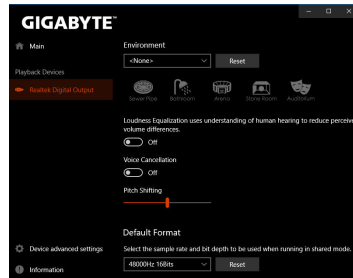 GIGABYTE™
Main
Playback Devices
Realtek Digital Output
Device advanced settings
Information
Environment
<None>
Reset
Sewer Pipe
Bathroom
Arena
Stone Room
Auditorium
Loudness Equalization uses understanding of human hearing to reduce perceive
volume differences.
Off
Voice Cancellation
Off
Pitch Shifting
Default Format
Select the sample rate and bit depth to be used when running in shared mode.
48000Hz 16Bits
Reset